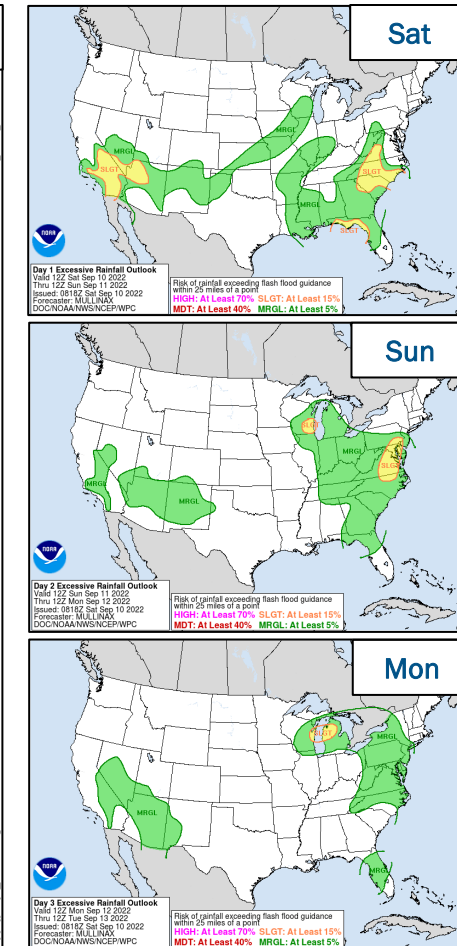 Sat
MRGL
MRGL
SLGT
SLGT
MRGL
SLGT
NOAA
Day 1 Excessive Rainfall Outlook
Valid 12Z Sat Sep 10 2022
Thru 12Z Sun Sep 11 2022
Issued: 0818Z Sat Sep 10 2022
Forecaster: MULLINAX
DOC/NOAA/NWS/NCEP/WPC
Risk of rainfall exceeding flash flood guidance
within 25 miles of a point
HIGH: At Least 70% SLGT: At Least 15%
MDT: At Least 40% MRGL: At Least 5%
Sun
SLGT
MRGL
SLGT
MRGL
MRGL
NOAA
Day 2 Excessive Rainfall Outlook
Valid 12Z Sun Sep 11 2022
Thru 12Z Mon Sep 12 2022
Issued: 0818Z Sat Sep 10 2022
Forecaster: MULLINAX
DOC/NOAA/NWS/NCEP/WPC
Risk of rainfall exceeding flash flood guidance
within 25 miles of a point
HIGH: At Least 70% SLGT: At Least 15%
MDT: At Least 40% MRGL: At Least 5%
Mon
SLGT
MRGL
MRGL
MRGL
NOAA
Day 3 Excessive Rainfall Outlook
Valid 12Z Mon Sep 12 2022
Thru 12Z Tue Sep 13 2022
Issued: 0818Z Sat Sep 10 2022
Forecaster: MULLINAX
DOC/NOAA/NWS/NCEP/WPC
Risk of rainfall exceeding flash flood guidance
within 25 miles of a point
HIGH: At Least 70% SLGT: At Least 15%
MDT: At Least 40% MRGL: At Least 5%